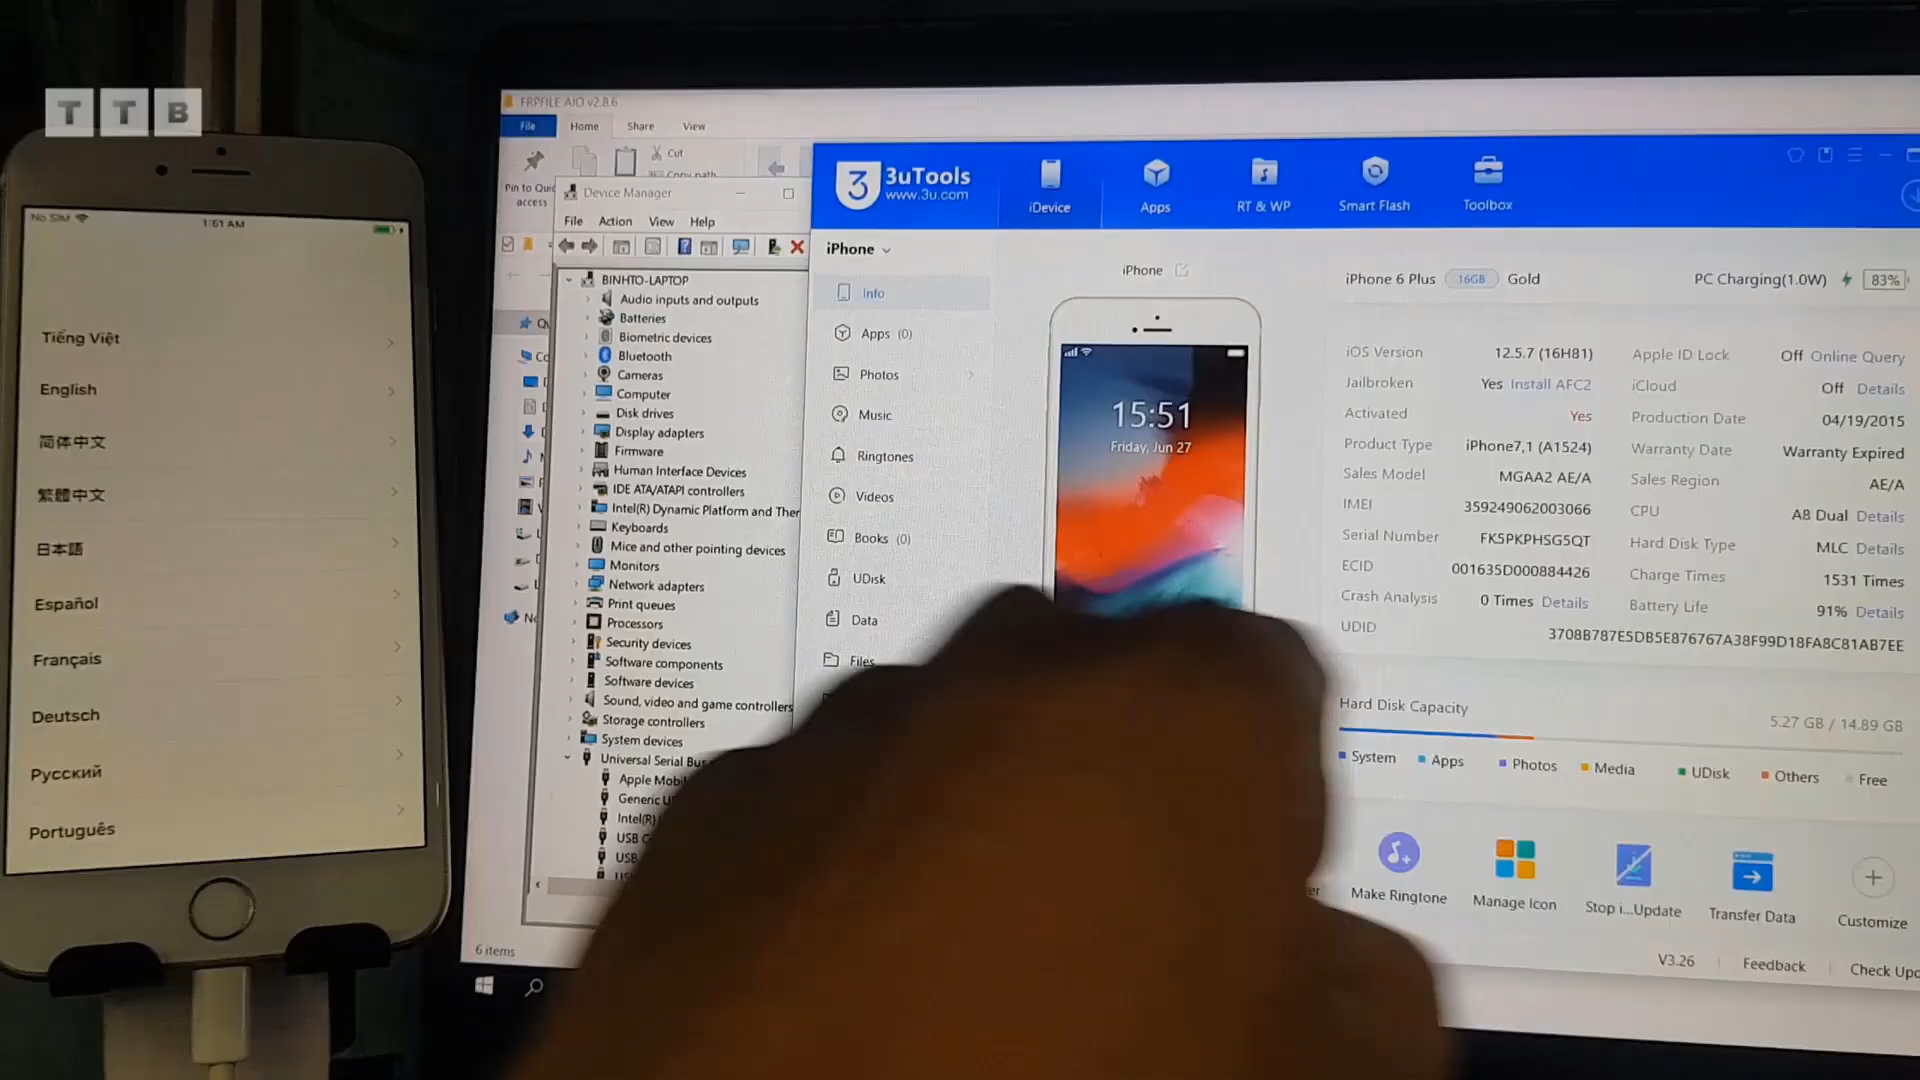 TTB
No SIM
1:51 AM
Tiếng Việt
English
简体中文
繁體中文
日本語
Español
Français
Deutsch
Русский
Português
FRPFILE AIO v2.8.6
File
Home
Share
View
Pin to Quic
access
Cut
Copy path
6 items
Device Manager
File
Action
View
Help
BINHTO-LAPTOP
Audio inputs and outputs
Batteries
Biometric devices
Bluetooth
Cameras
Computer
Disk drives
Display adapters
Firmware
Human Interface Devices
IDE ATA/ATAPI controllers
Intel(R) Dynamic Platform and Ther
Keyboards
Mice and other pointing devices
Monitors
Network adapters
Print queues
Processors
Security devices
Software components
Software devices
Sound, video and game controllers
Storage controllers
System devices
Universal Serial Bus
Apple Mobil
Generic U
Intel(R)
USB C
USB
3
3uTools
www.3u.com
iDevice
Apps
RT & WP
Smart Flash
Toolbox
iPhone
Info
Apps (0)
Photos
Music
Ringtones
Videos
Books (0)
UDisk
Data
Files
iPhone
15:51
Friday, Jun 27
iPhone 6 Plus 16GB Gold
PC Charging(1.0W) 83%
iOS Version 12.5.7 (16H81)
Jailbroken Yes Install AFC2
Activated Yes
Product Type iPhone7,1 (A1524)
Sales Model MGAA2 AE/A
IMEI 359249062003066
Serial Number FK5PKPHSG5QT
ECID 001635D000884426
Crash Analysis 0 Times Details
UDID 3708B787E5DB5E876767A38F99D18FA8C81AB7EE
Apple ID Lock Off Online Query
iCloud Off Details
Production Date 04/19/2015
Warranty Date Warranty Expired
Sales Region AE/A
CPU A8 Dual Details
Hard Disk Type MLC Details
Charge Times 1531 Times
Battery Life 91% Details
Hard Disk Capacity 5.27 GB / 14.89 GB
System Apps Photos Media UDisk Others Free
Make Ringtone
Manage Icon
Stop i...Update
Transfer Data
Customize
V3.26
Feedback
Check Upd